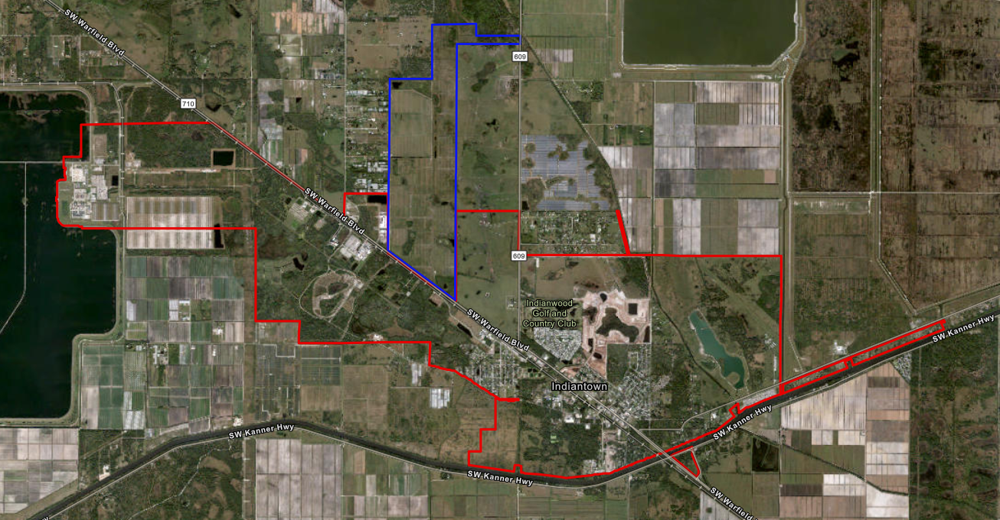 SW Warfield Blvd
609
710
SW Warfield Blvd
609
Indianwood
Golf and
Country Club
SW Warfield Blvd
SW Kanner Hwy
Indiantown
SW Kanner Hwy
SW Kanner Hwy
SW Kanner Hwy
SW Warfield